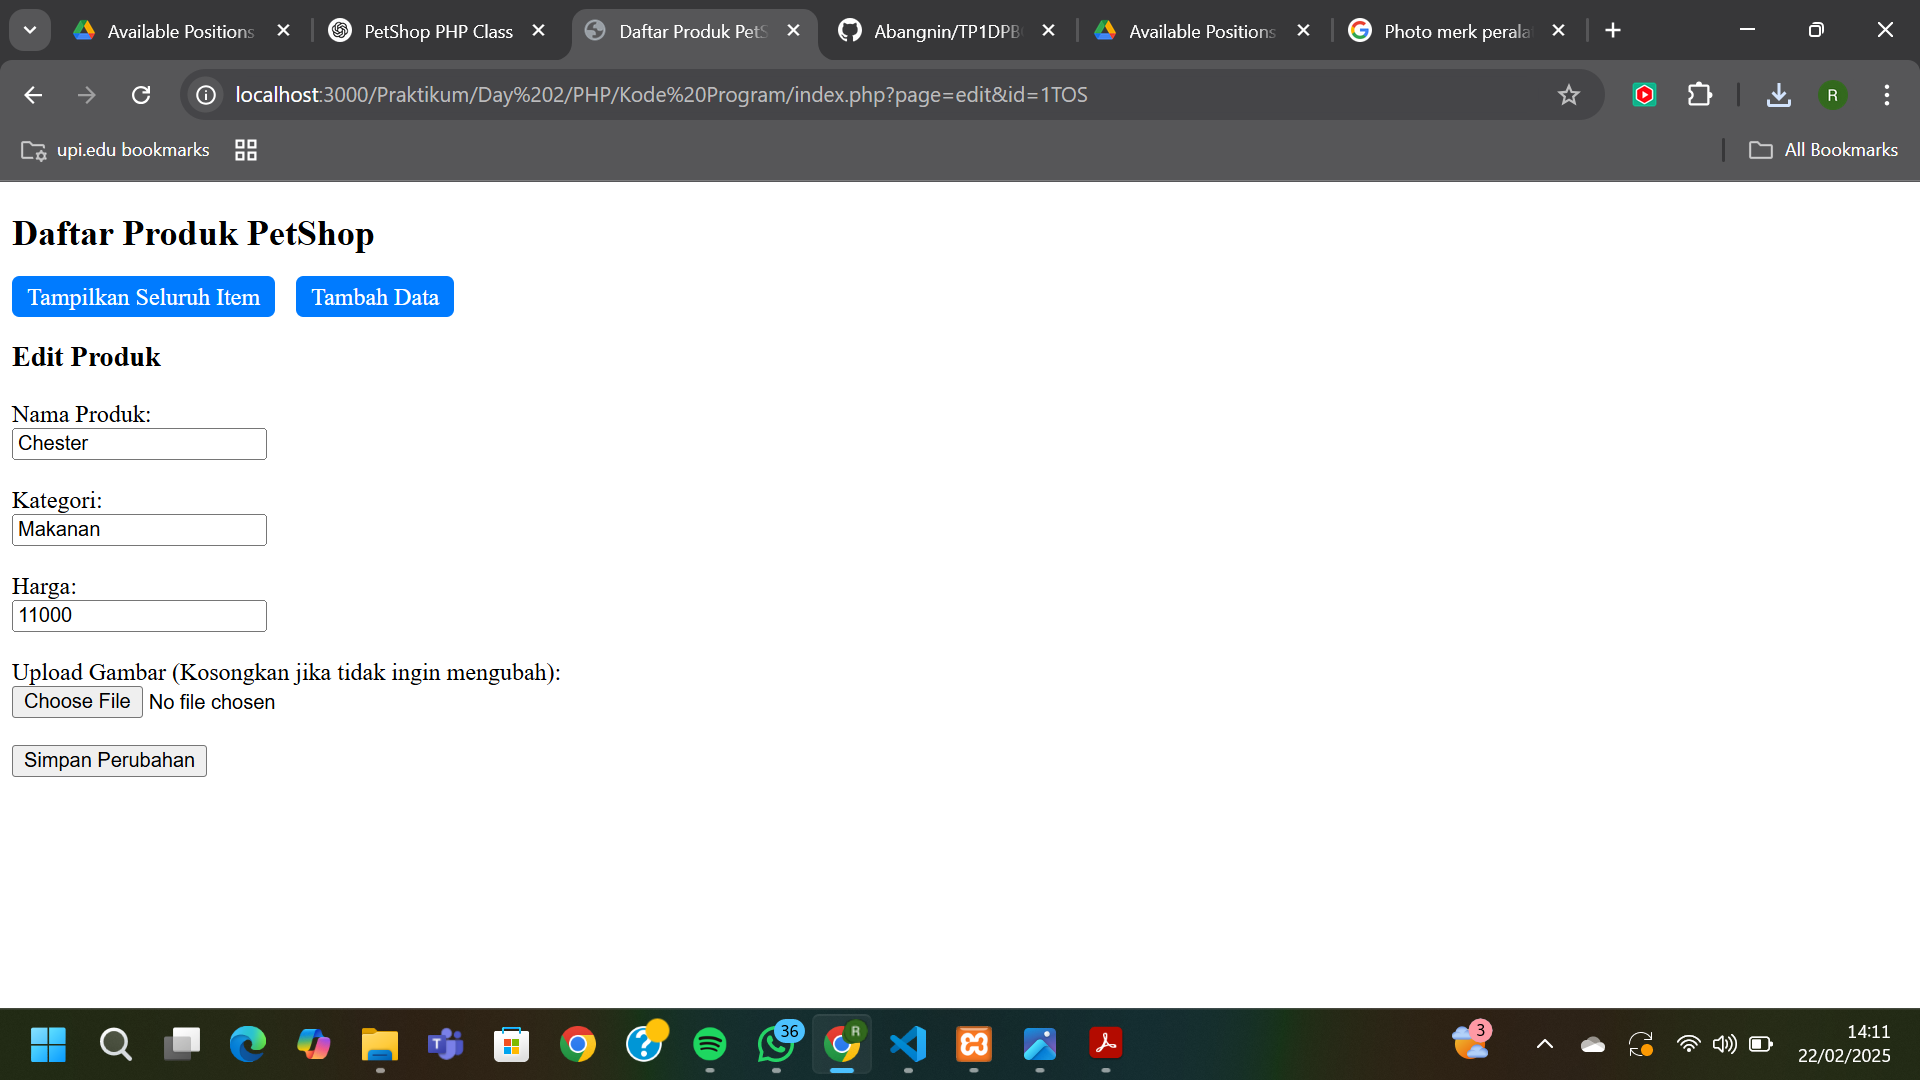 Available Positions
PetShop PHP Class
Daftar Produk PetS
Abangnin/TP1DPB
Available Positions
Photo merk perala
localhost:3000/Praktikum/Day%202/PHP/Kode%20Program/index.php?page=edit&id=1TOS
R
upi.edu bookmarks
All Bookmarks
Daftar Produk PetShop
Tampilkan Seluruh Item
Tambah Data
Edit Produk
Nama Produk:
Chester
Kategori:
Makanan
Harga:
11000
Upload Gambar (Kosongkan jika tidak ingin mengubah):
Choose File No file chosen
Simpan Perubahan
36
R
3
14:11
22/02/2025